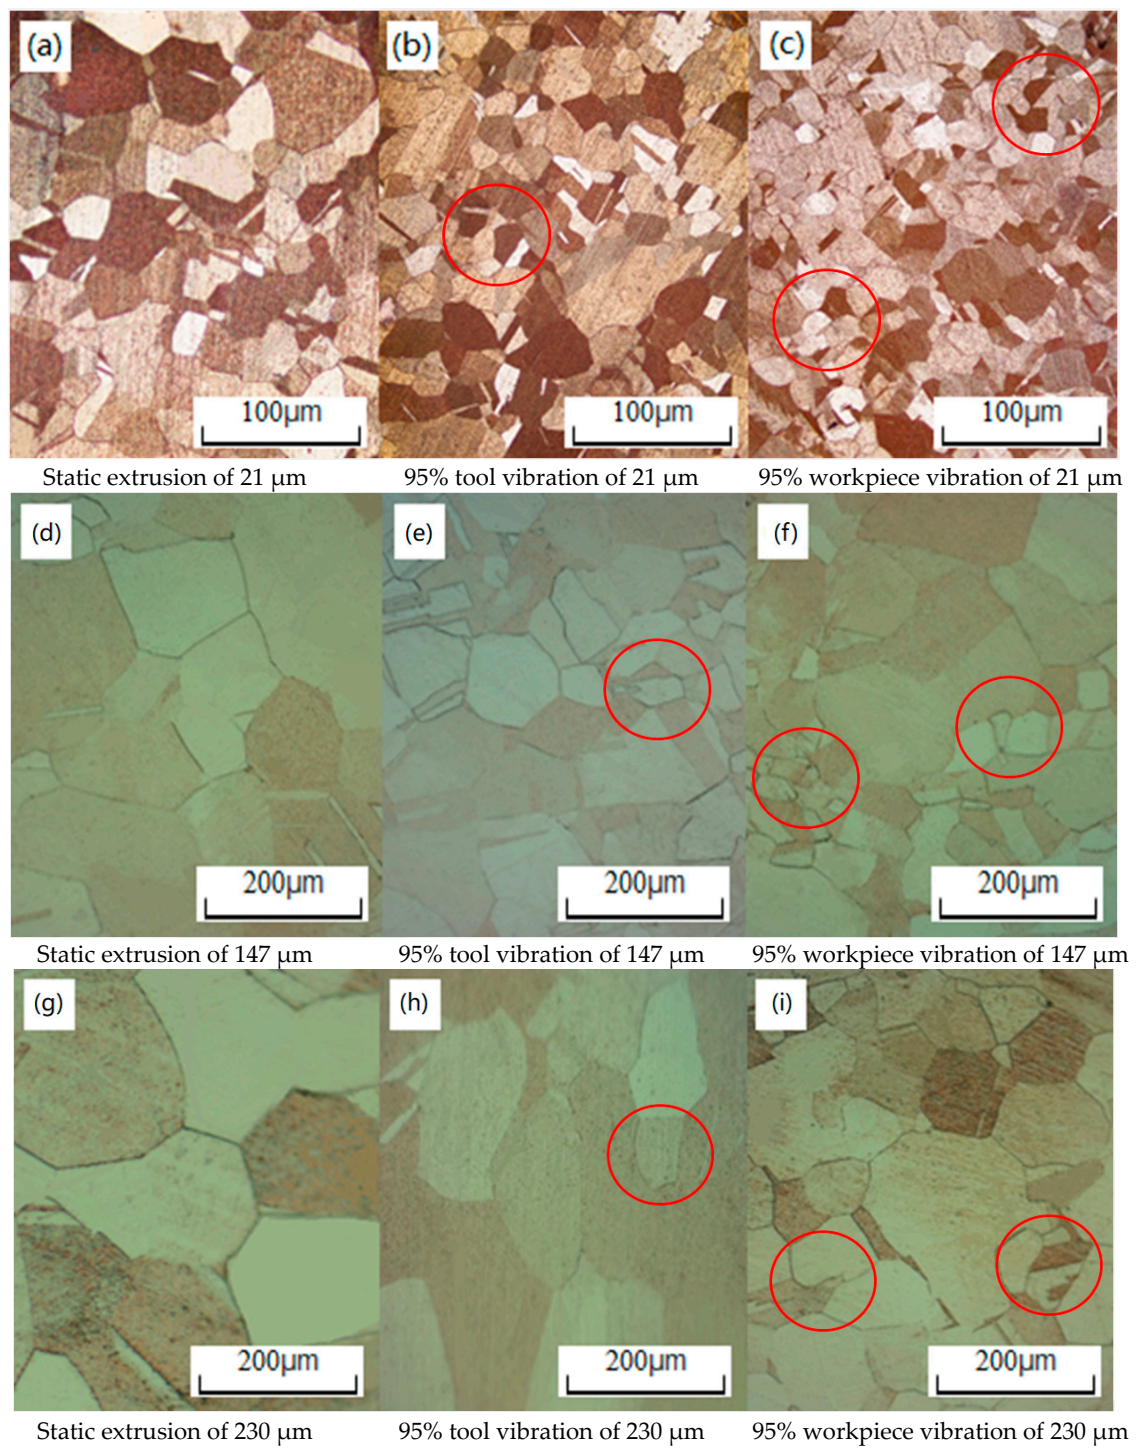 (a) (b) (c)
100μm 100μm 100μm
Static extrusion of 21 μm 95% tool vibration of 21 μm 95% workpiece vibration of 21 μm
(d) (e) (f)
200μm 200μm 200μm
Static extrusion of 147 μm 95% tool vibration of 147 μm 95% workpiece vibration of 147 μm
(g) (h) (i)
200μm 200μm 200μm
Static extrusion of 230 μm 95% tool vibration of 230 μm 95% workpiece vibration of 230 μm